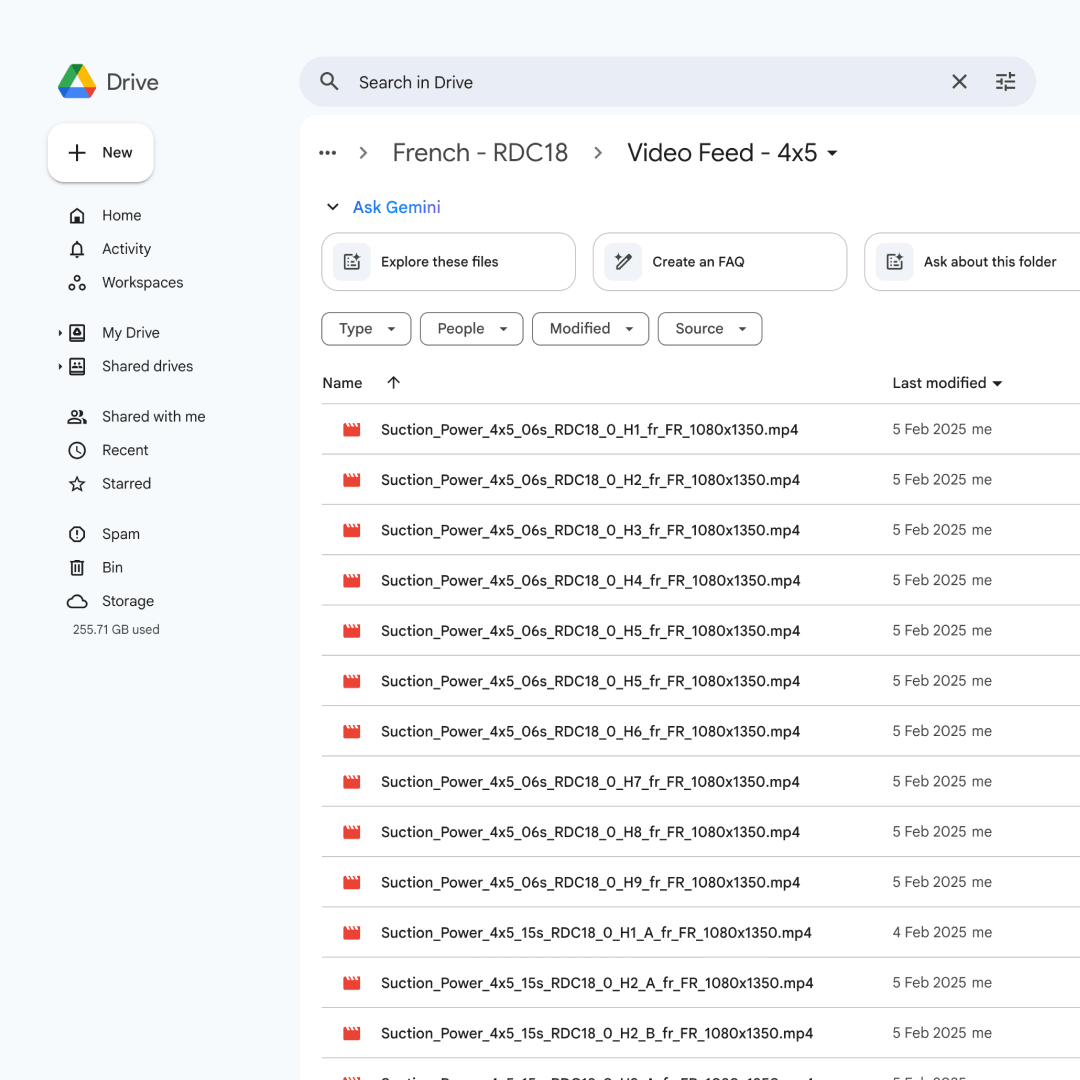 Drive
Search in Drive
New
... French - RDC18 Video Feed - 4x5
Ask Gemini
Explore these files
Create an FAQ
Ask about this folder
Type
People
Modified
Source
Home
Activity
Workspaces
My Drive
Shared drives
Shared with me
Recent
Starred
Spam
Bin
Storage
255.71 GB used
Name Last modified
Suction_Power_4x5_06s_RDC18_0_H1_fr_FR_1080x1350.mp4 5 Feb 2025 me
Suction_Power_4x5_06s_RDC18_0_H2_fr_FR_1080x1350.mp4 5 Feb 2025 me
Suction_Power_4x5_06s_RDC18_0_H3_fr_FR_1080x1350.mp4 5 Feb 2025 me
Suction_Power_4x5_06s_RDC18_0_H4_fr_FR_1080x1350.mp4 5 Feb 2025 me
Suction_Power_4x5_06s_RDC18_0_H5_fr_FR_1080x1350.mp4 5 Feb 2025 me
Suction_Power_4x5_06s_RDC18_0_H5_fr_FR_1080x1350.mp4 5 Feb 2025 me
Suction_Power_4x5_06s_RDC18_0_H6_fr_FR_1080x1350.mp4 5 Feb 2025 me
Suction_Power_4x5_06s_RDC18_0_H7_fr_FR_1080x1350.mp4 5 Feb 2025 me
Suction_Power_4x5_06s_RDC18_0_H8_fr_FR_1080x1350.mp4 5 Feb 2025 me
Suction_Power_4x5_06s_RDC18_0_H9_fr_FR_1080x1350.mp4 5 Feb 2025 me
Suction_Power_4x5_15s_RDC18_0_H1_A_fr_FR_1080x1350.mp4 4 Feb 2025 me
Suction_Power_4x5_15s_RDC18_0_H2_A_fr_FR_1080x1350.mp4 5 Feb 2025 me
Suction_Power_4x5_15s_RDC18_0_H2_B_fr_FR_1080x1350.mp4 5 Feb 2025 me